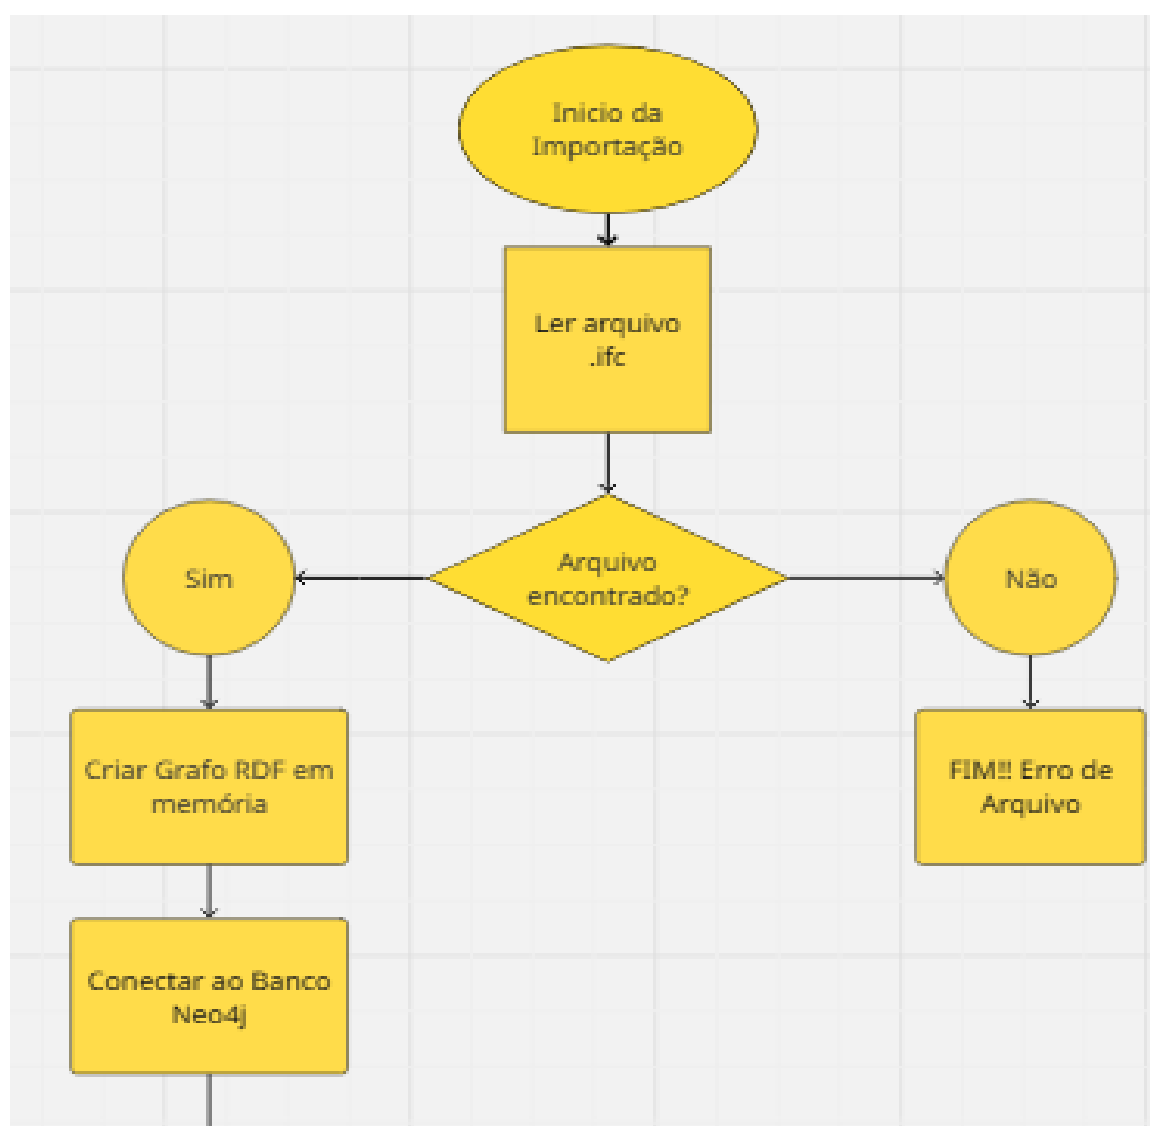 Inicio da
Importação
Ler arquivo
.ifc
Arquivo
encontrado?
Sim
Não
Criar Grafo RDF em
memória
FIM!! Erro de
Arquivo
Conectar ao Banco
Neo4j